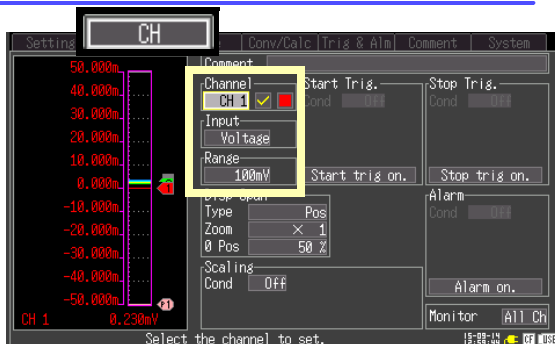 CH
Setting
Conv/Calc Trig & Alm Comment System
50.000m
40.000m
30.000m
20.000m
10.000m
0.000m
-10.000m
-20.000m
-30.000m
-40.000m
-50.000m
P1
CH 1 0.230mV
Comment
Channel
CH 1
Input
Voltage
Range
100mV
Start Trig.
Cond Off
Start trig on.
Stop Trig.
Cond Off
Stop trig on.
Disp Span
Type Pos
Zoom × 1
0 Pos 50 %
Scaling
Cond Off
Alarm
Cond Off
Alarm on.
Monitor All Ch
Select the channel to set.
CF USB